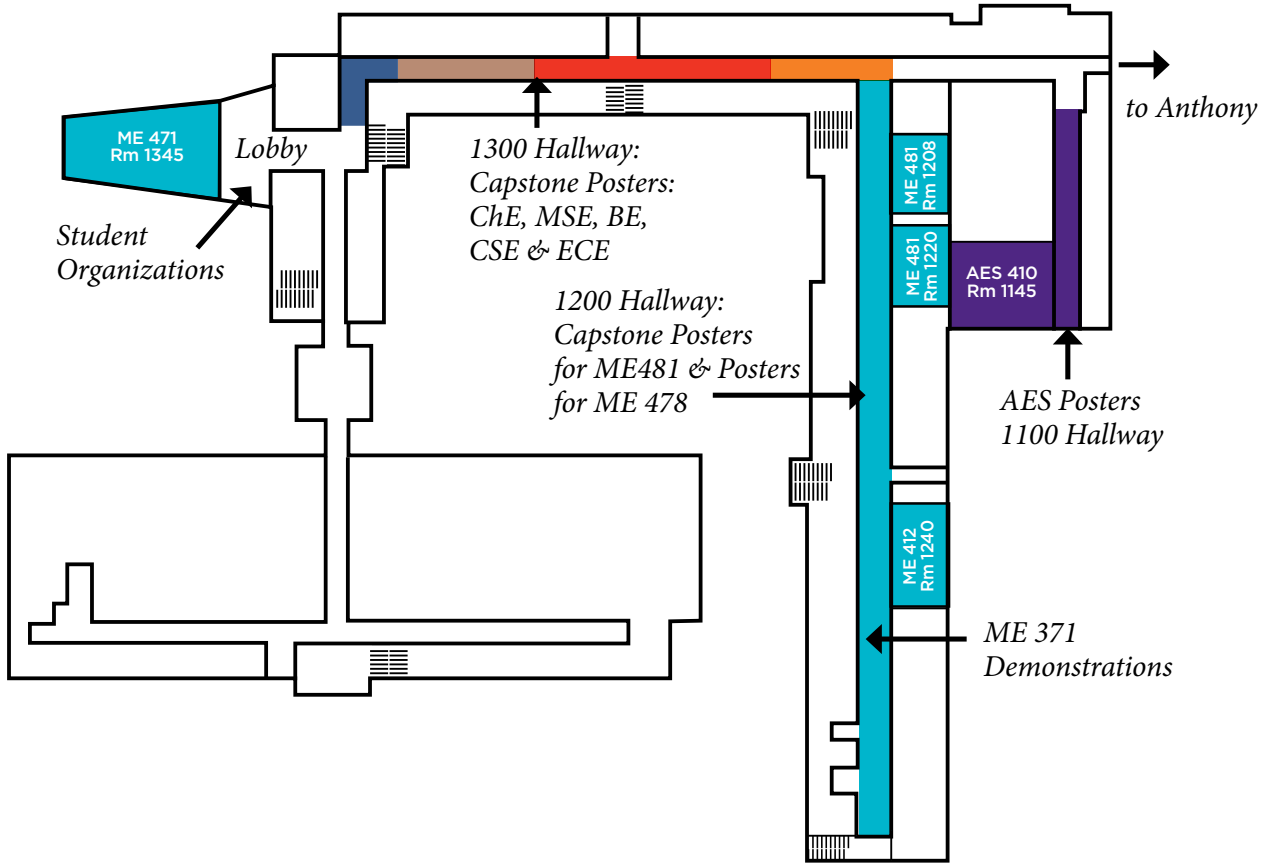 ME 471
Rm 1345
Lobby
Student
Organizations
1300 Hallway:
Capstone Posters:
ChE, MSE, BE,
CSE & ECE
1200 Hallway:
Capstone Posters
for ME481 & Posters
for ME 478
ME 481
Rm 1208
ME 481
Rm 1220
AES 410
Rm 1145
to Anthony
AES Posters
1100 Hallway
ME 412
Rm 1240
ME 371
Demonstrations